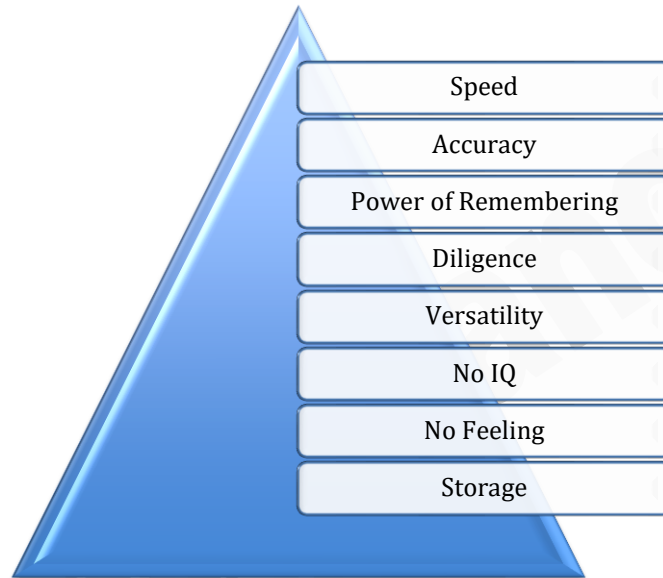 Speed
Accuracy
Power of Remembering
Diligence
Versatility
No IQ
No Feeling
Storage